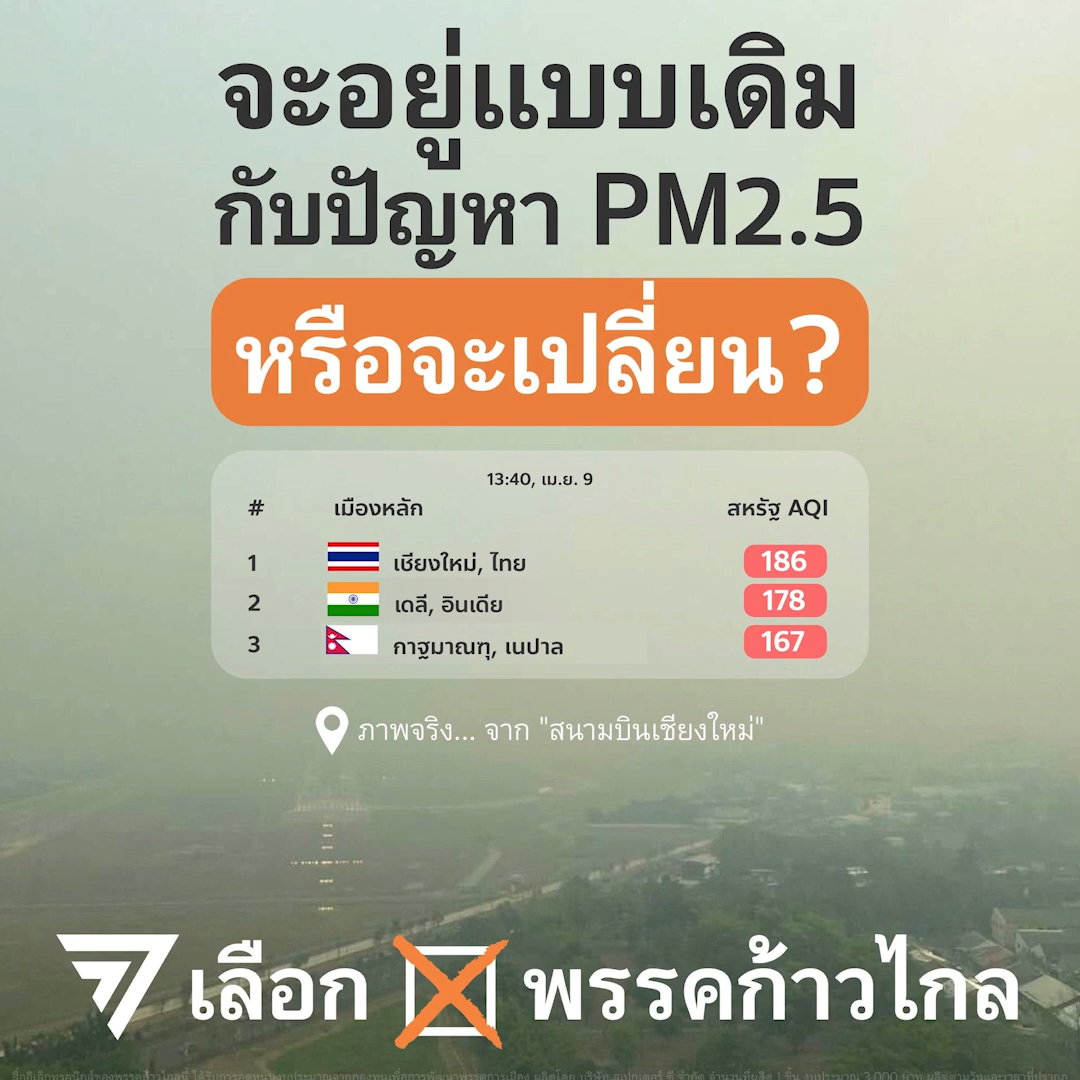 จะอยู่แบบเดิม
กับปัญหา PM2.5
หรือจะเปลี่ยน?
13:40, เม.ย. 9
# เมืองหลัก สหรัฐ AQI
1 เชียงใหม่, ไทย 186
2 เดลี, อินเดีย 178
3 กาฐมาณฑุ, เนปาล 167
ภาพจริง... จาก "สนามบินเชียงใหม่"
เลือก พรรคก้าวไกล